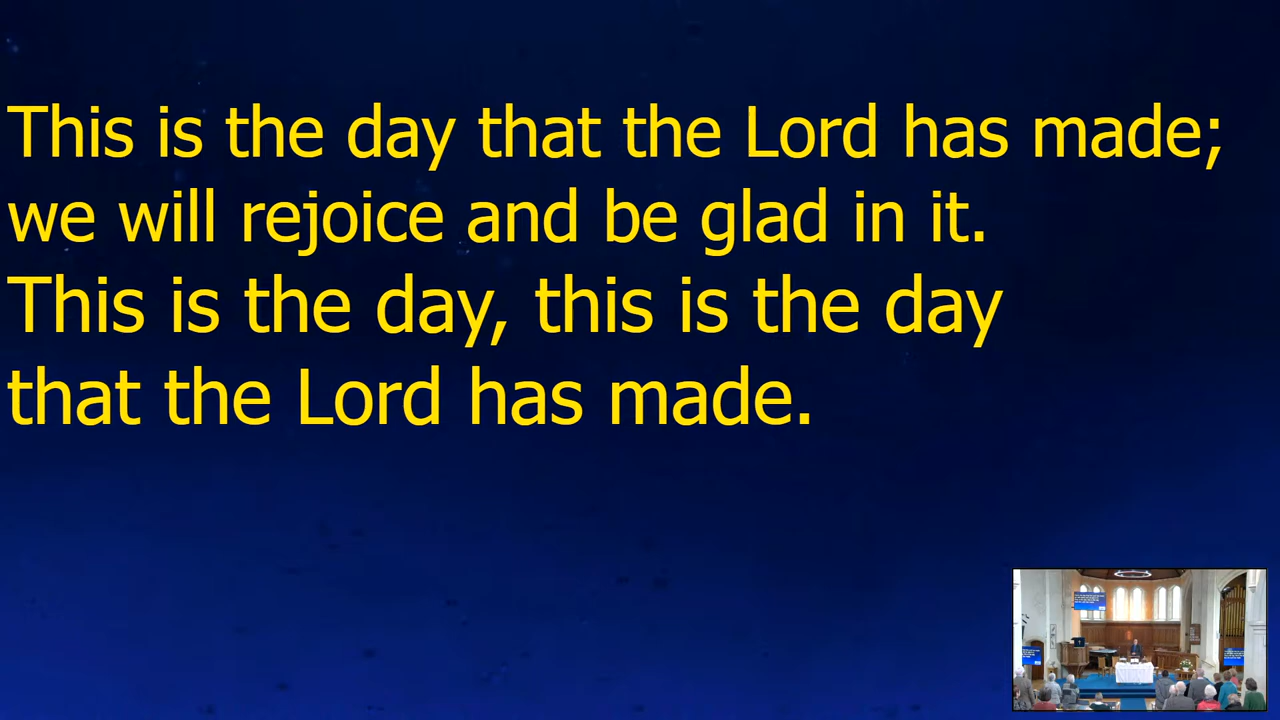 This is the day that the Lord has made;
we will rejoice and be glad in it.
This is the day, this is the day
that the Lord has made.